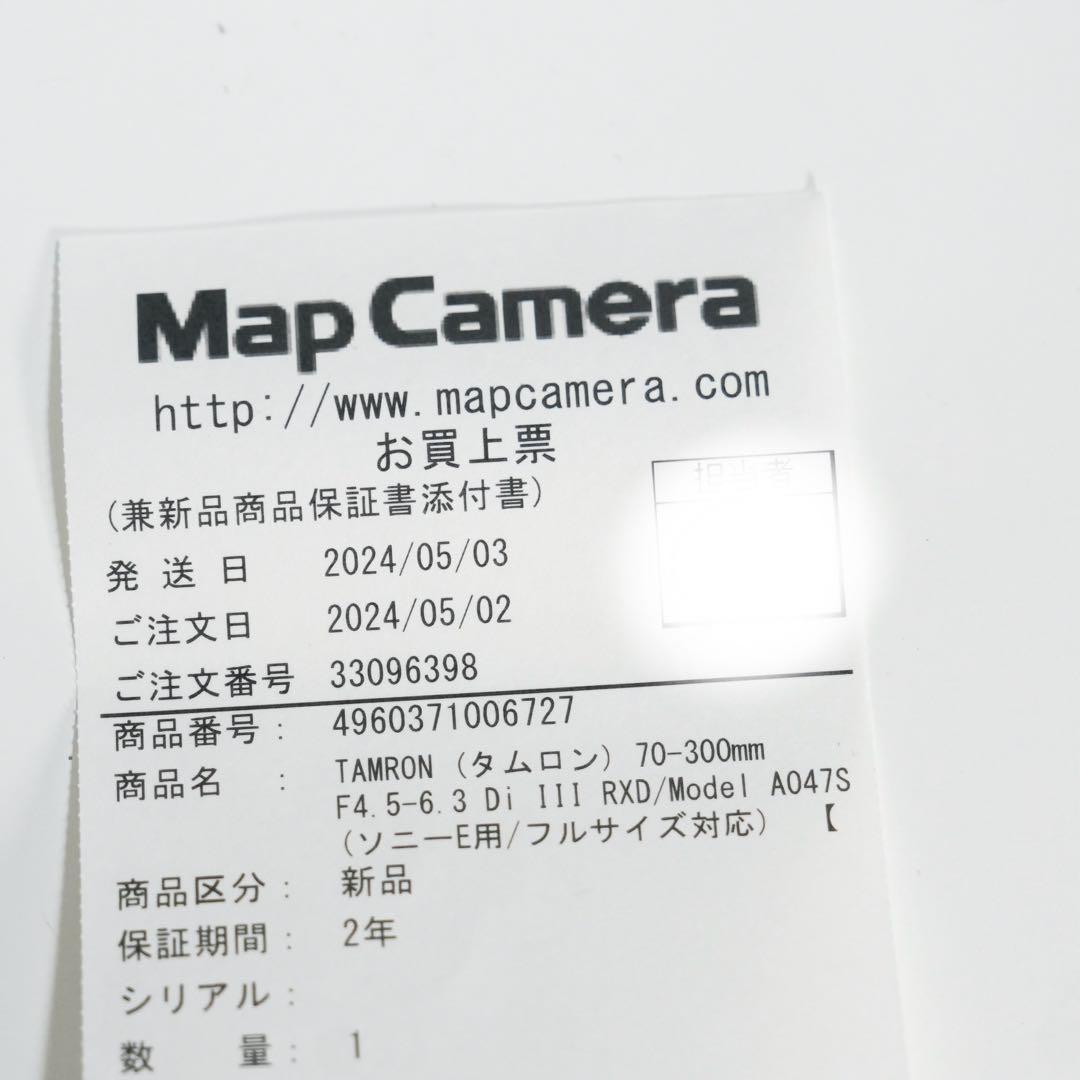 Map Camera
http://www.mapcamera.com
お買上票
(兼新品商品保証書添付書)
担当者
発 送 日 2024/05/03
ご注文日 2024/05/02
ご注文番号 33096398
商品番号: 4960371006727
商品名 : TAMRON (タムロン) 70-300mm
F4.5-6.3 Di III RXD/Model A047S
(ソニーE用/フルサイズ対応) 【
商品区分: 新品
保証期間: 2年
シリアル:
数 量: 1